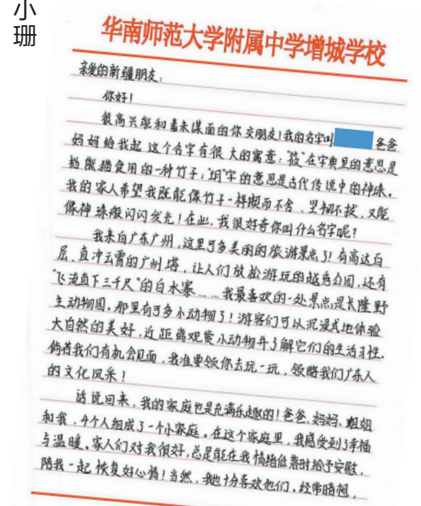 小珊
华南师范大学附属中学增城学校
亲爱的新疆朋友：
你好！
很高兴能和素未谋面的你交朋友！我的名字叫 爸爸
妈妈给我起这个名字有很大的寓意：“筱”在字典里的意思是
奶熊猫食用的一种竹子；“玥”字的意思是古代传说中的神珠。
我的家人希望我既能像竹子一样锲而不舍、坚韧不拔，又能
像神珠般闪闪发光！在此，我很好奇你叫什么名字呢？
我来自广东广州，这里可多美丽的旅游景点了！有高达百
层、直冲云霄的广州塔，让人们放松游玩的越秀公园，还有
“飞流直下三千尺”的白水寨……我最喜欢的一处景点是长隆野
生动物园，那里有可多小动物了！游客们可以沉浸式地体验
大自然的美好，近距离观赏小动物并了解它们的生活习性。
倘若我们有机会见面，我准要领你去玩一玩，领略我们广东人
的文化风采！
话说回来，我的家庭也是充满乐趣的！爸爸、妈妈、姐姐
和我，4个人组成了一个小家庭。在这个家庭里，我感受到了幸福
与温暖。家人们对我很好，总是能在我情绪低落时给予安慰，
陪我一起恢复好心情！当然，我也十分喜欢他们，经常暗想，